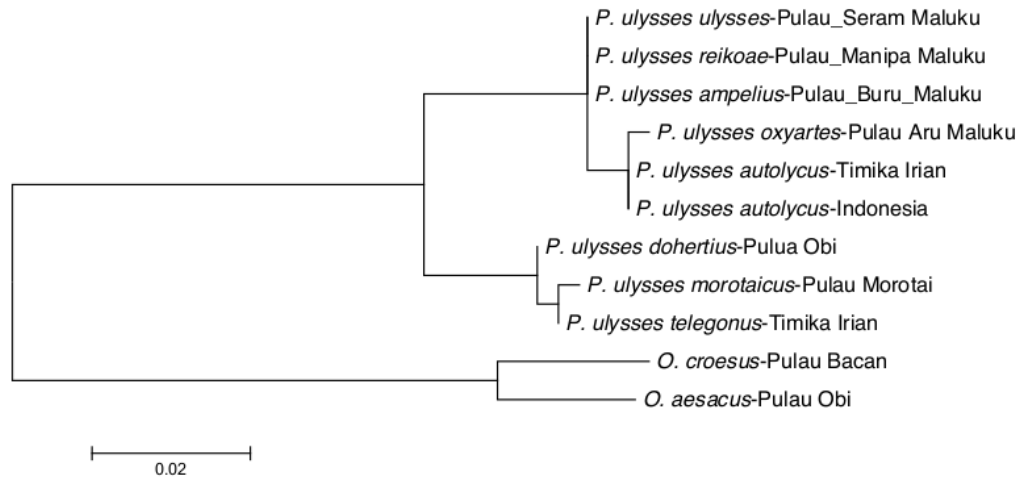 P. ulysses ulysses-Pulau_Seram Maluku
P. ulysses reikoae-Pulau_Manipa Maluku
P. ulysses ampelius-Pulau_Buru_Maluku
P. ulysses oxyartes-Pulau Aru Maluku
P. ulysses autolycus-Timika Irian
P. ulysses autolycus-Indonesia
P. ulysses dohertius-Pulua Obi
P. ulysses morotaicus-Pulau Morotai
P. ulysses telegonus-Timika Irian
O. croesus-Pulau Bacan
O. aesacus-Pulau Obi
0.02